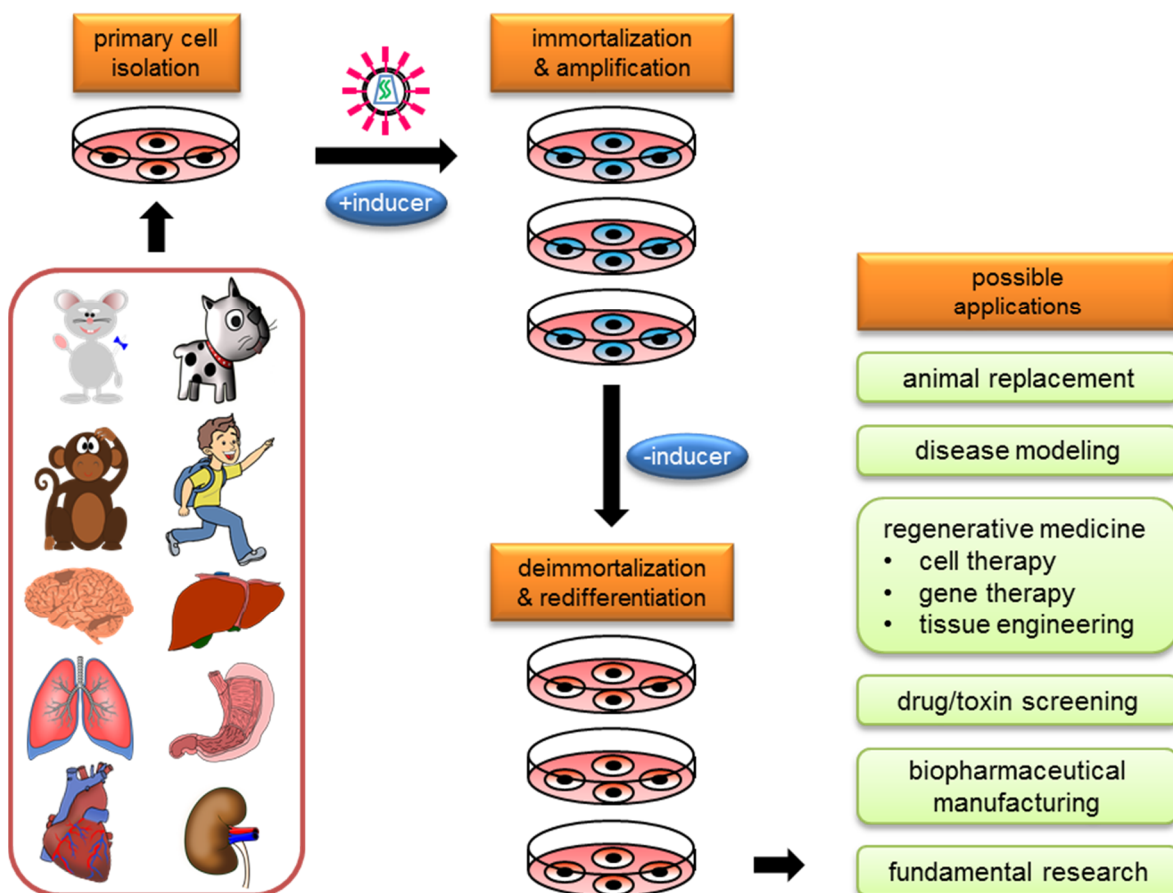 primary cell
isolation
+inducer
immortalization
& amplification
-inducer
deimmortalization
& redifferentiation
possible
applications
animal replacement
disease modeling
regenerative medicine
• cell therapy
• gene therapy
• tissue engineering
drug/toxin screening
biopharmaceutical
manufacturing
fundamental research